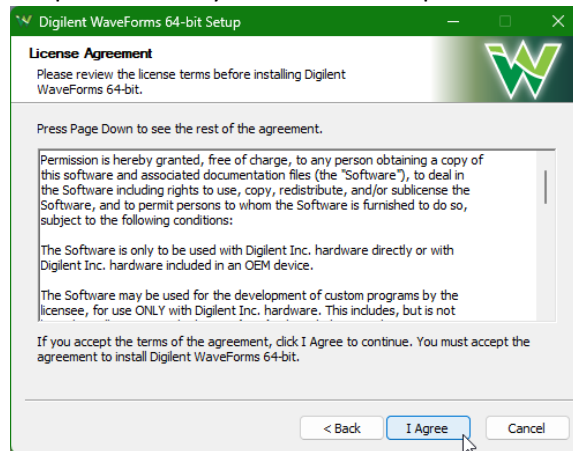 Digilent WaveForms 64-bit Setup
License Agreement
Please review the license terms before installing Digilent
WaveForms 64-bit.
Press Page Down to see the rest of the agreement.
Permission is hereby granted, free of charge, to any person obtaining a copy of
this software and associated documentation files (the "Software"), to deal in
the Software including rights to use, copy, redistribute, and/or sublicense the
Software, and to permit persons to whom the Software is furnished to do so,
subject to the following conditions:
The Software is only to be used with Digilent Inc. hardware directly or with
Digilent Inc. hardware included in an OEM device.
The Software may be used for the development of custom programs by the
licensee, for use ONLY with Digilent Inc. hardware. This includes, but is not
If you accept the terms of the agreement, click I Agree to continue. You must accept the
agreement to install Digilent WaveForms 64-bit.
< Back I Agree Cancel